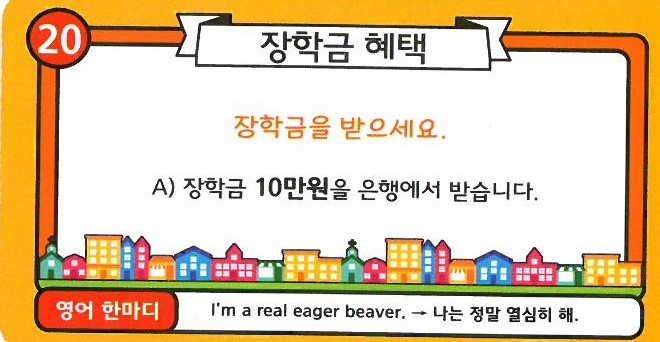 20
장학금 혜택
장학금을 받으세요.
A) 장학금 10만원을 은행에서 받습니다.
영어 한마디
I'm a real eager beaver. → 나는 정말 열심히 해.